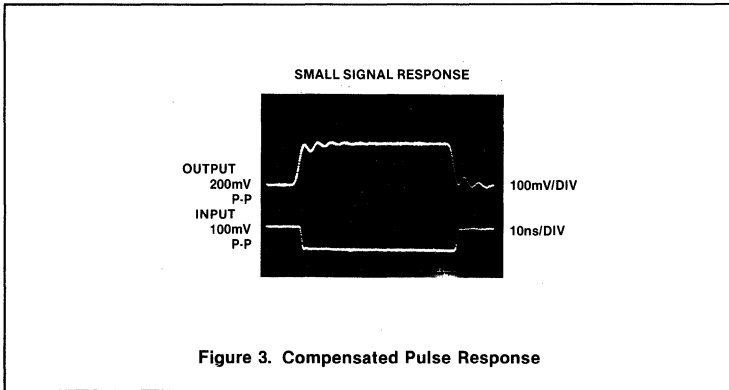 SMALL SIGNAL RESPONSE
OUTPUT
200mV
P-P
100mV/DIV
INPUT
100mV
P-P
10ns/DIV
Figure 3. Compensated Pulse Response